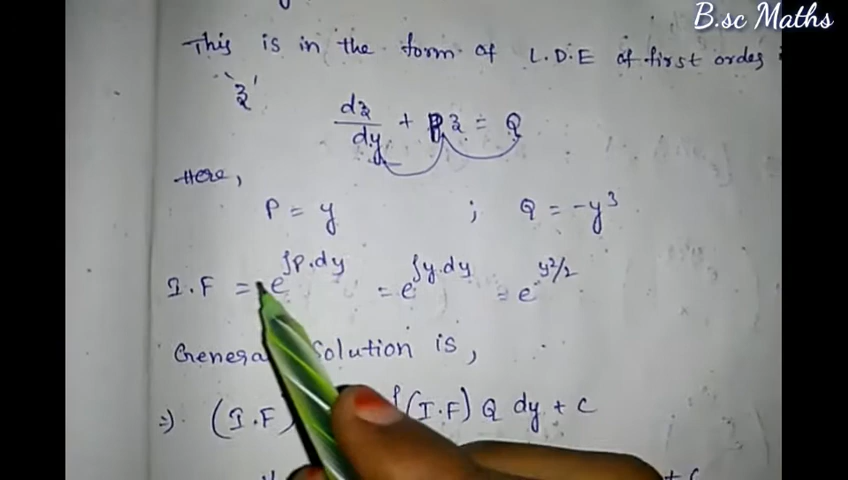 B.sc Maths
This is in the form of L.D.E of first order
'z'
dz/dy + Pz = Q
Here,
P = y ; Q = -y³
I.F = e^∫P.dy = e^∫y.dy = e^y²/2
General Solution is,
⇒ (I.F) ∫(I.F) Q dy + c
+ c